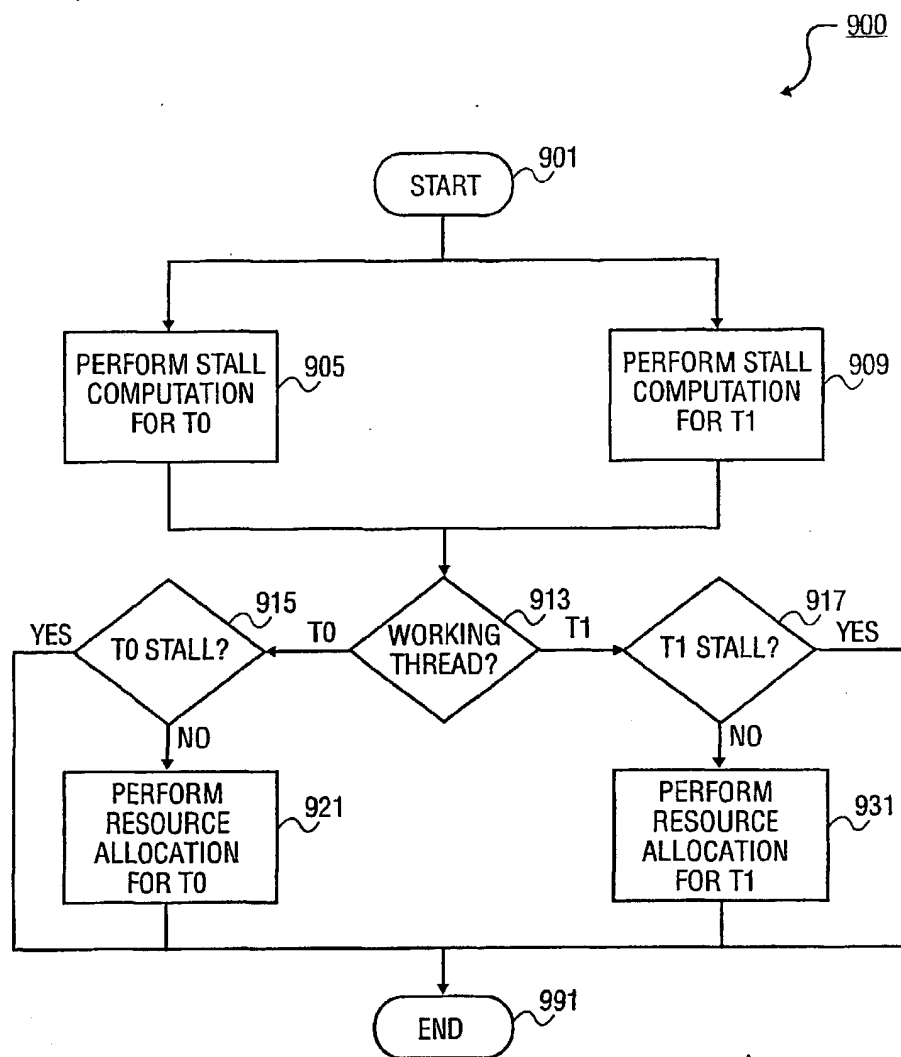 900
START
901
PERFORM STALL
COMPUTATION
FOR T0
905
PERFORM STALL
COMPUTATION
FOR T1
909
YES
T0 STALL?
915
T0
WORKING
THREAD?
913
T1
T1 STALL?
917
YES
NO
NO
PERFORM
RESOURCE
ALLOCATION
FOR T0
921
PERFORM
RESOURCE
ALLOCATION
FOR T1
931
END
991